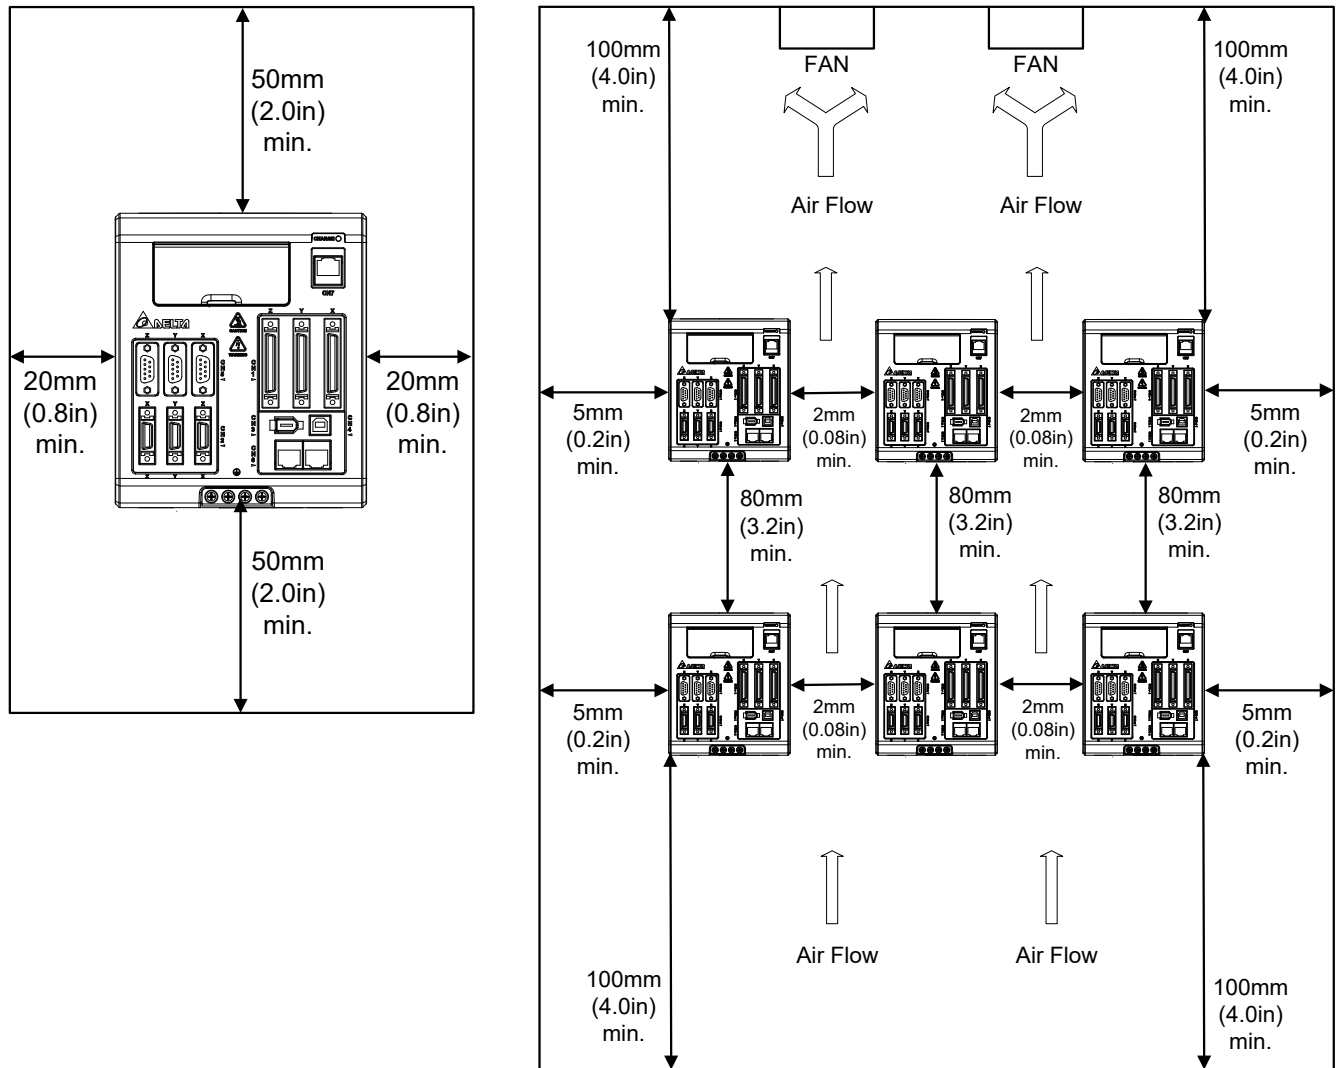 50mm
(2.0in)
min.
CHARGE
CN7
DELTA
Z Y X
Z Y X
20mm
(0.8in)
min.
20mm
(0.8in)
min.
Z Y X
Z Y X
50mm
(2.0in)
min.
100mm
(4.0in)
min.
FAN
FAN
100mm
(4.0in)
min.
Air Flow
Air Flow
5mm
(0.2in)
min.
2mm
(0.08in)
min.
2mm
(0.08in)
min.
5mm
(0.2in)
min.
80mm
(3.2in)
min.
80mm
(3.2in)
min.
80mm
(3.2in)
min.
5mm
(0.2in)
min.
2mm
(0.08in)
min.
2mm
(0.08in)
min.
5mm
(0.2in)
min.
Air Flow
Air Flow
100mm
(4.0in)
min.
100mm
(4.0in)
min.